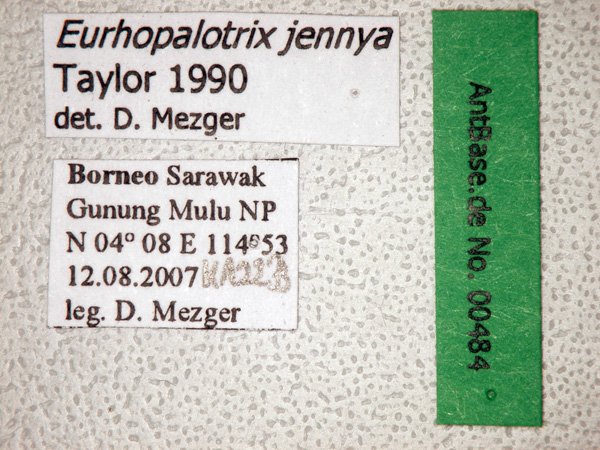 Eurhopalotrix jennya
Taylor 1990
det. D. Mezger
Borneo Sarawak
Gunung Mulu NP
N 04° 08 E 114°53
12.08.2007
leg. D. Mezger
AntBase.de No. 00484